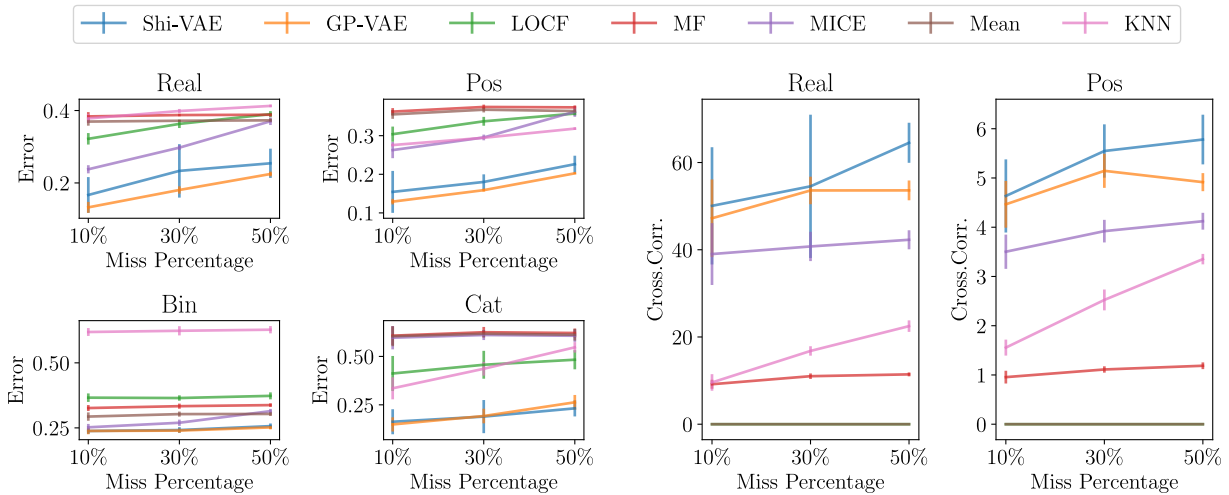 Shi-VAE GP-VAE LOCF MF MICE Mean KNN
Real
Error
0.4
0.2
10% 30% 50%
Miss Percentage
Pos
Error
0.3
0.2
0.1
10% 30% 50%
Miss Percentage
Bin
Error
0.50
0.25
10% 30% 50%
Miss Percentage
Cat
Error
0.50
0.25
10% 30% 50%
Miss Percentage
Real
Cross.Corr.
60
40
20
0
10% 30% 50%
Miss Percentage
Pos
Cross.Corr.
6
5
4
3
2
1
0
10% 30% 50%
Miss Percentage